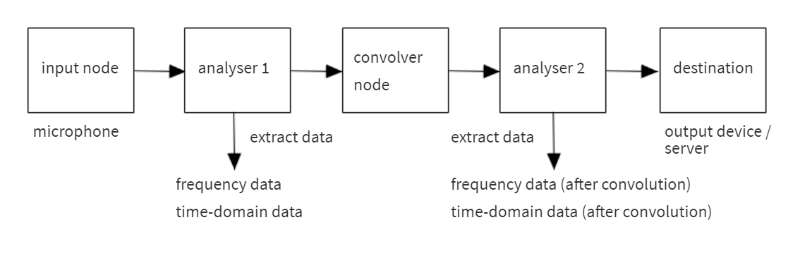 input node
analyser 1
convolver
node
analyser 2
destination
microphone
extract data
extract data
output device /
server
frequency data
time-domain data
frequency data (after convolution)
time-domain data (after convolution)